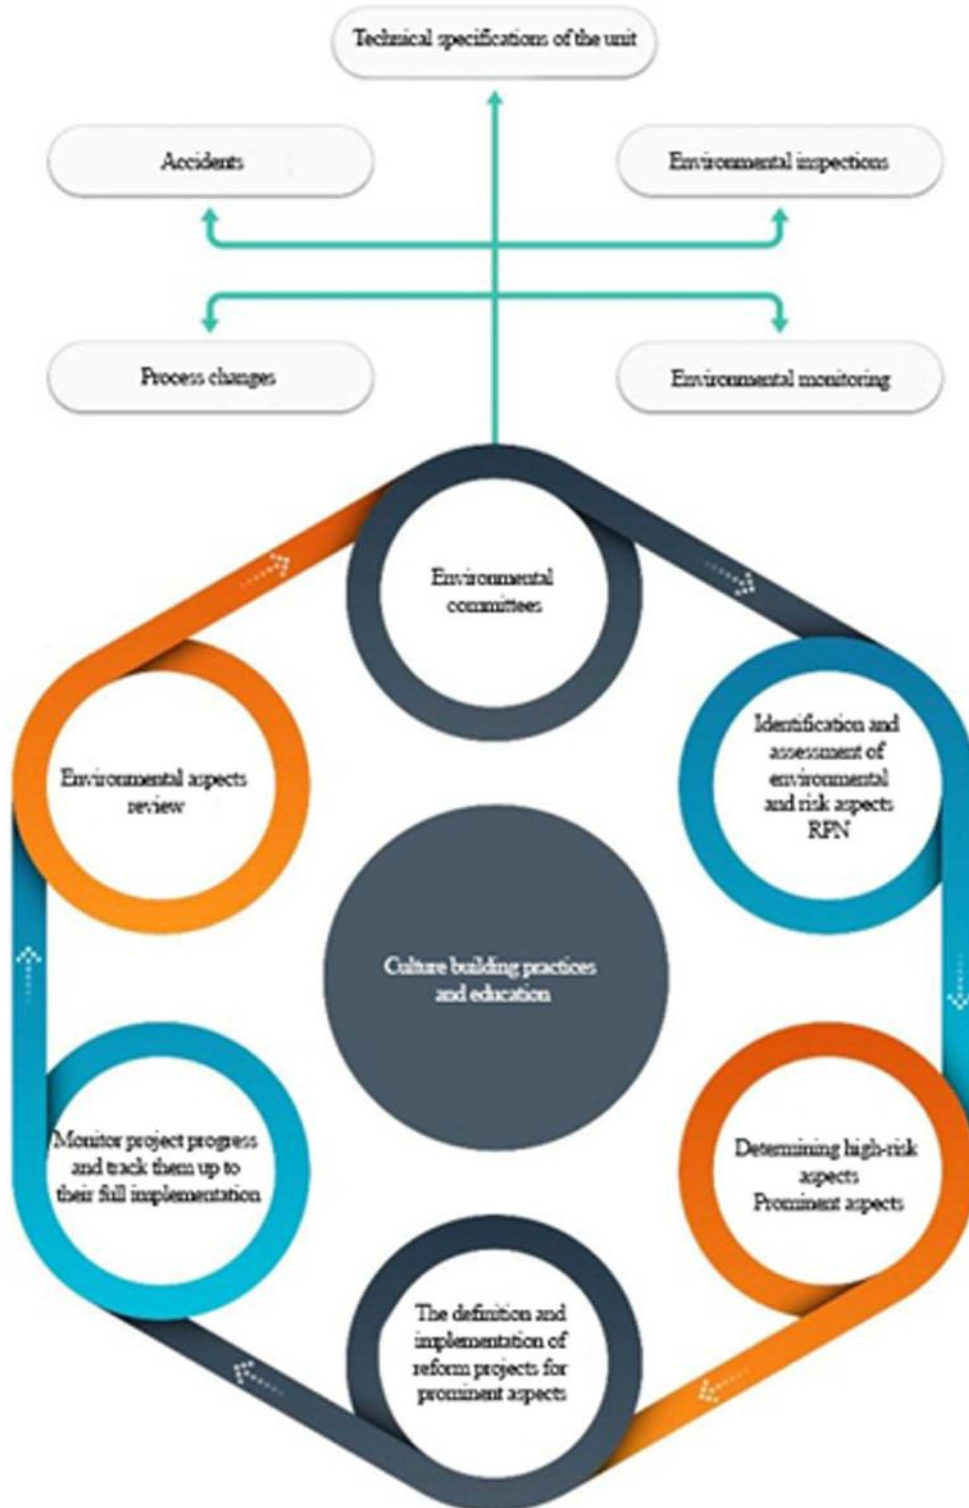 Technical specifications of the unit
Accidents
Environmental inspections
Process changes
Environmental monitoring
Environmental
committees
Identification and
assessment of
environmental
and risk aspects
RPN
Environmental aspects
review
Culture building practices
and education
Monitor project progress
and track them up to
their full implementation
Determining high-risk
aspects
Prominent aspects
The definition and
implementation of
reform projects for
prominent aspects